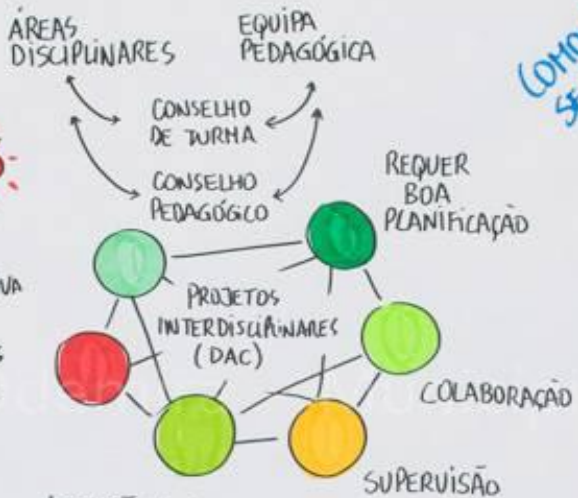 ÁREAS
DISCIPLINARES
EQUIPA
PEDAGÓGICA
CONSELHO
DE TURMA
CONSELHO
PEDAGÓGICO
REQUER
BOA
PLANIFICAÇÃO
PROJETOS
INTERDISCIPLINARES
(DAC)
COLABORAÇÃO
SUPERVISÃO